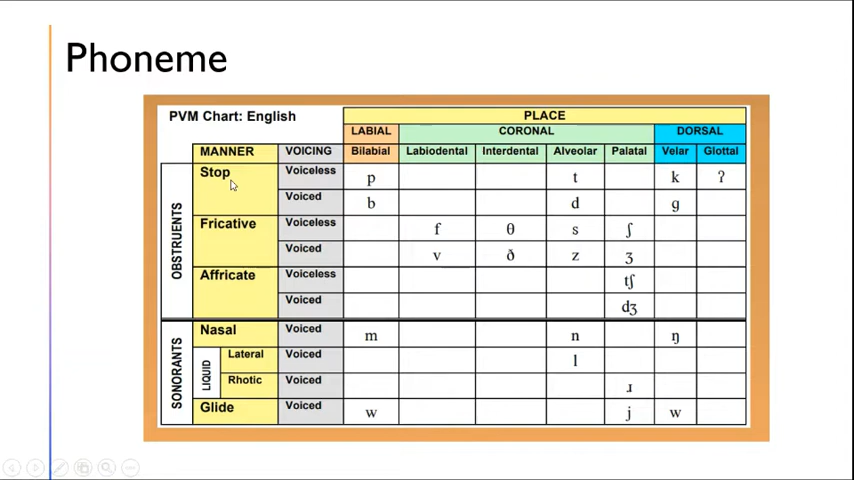 Phoneme
PVM Chart: English
PLACE
LABIAL CORONAL DORSAL
MANNER VOICING Bilabial Labiodental Interdental Alveolar Palatal Velar Glottal
OBSTRUENTS
Stop Voiceless p t k ʔ
Voiced b d ɡ
Fricative Voiceless f θ s ʃ
Voiced v ð z ʒ
Affricate Voiceless tʃ
Voiced dʒ
SONORANTS
Nasal Voiced m n ŋ
LIQUID
Lateral Voiced l
Rhotic Voiced ɹ
Glide Voiced w j w